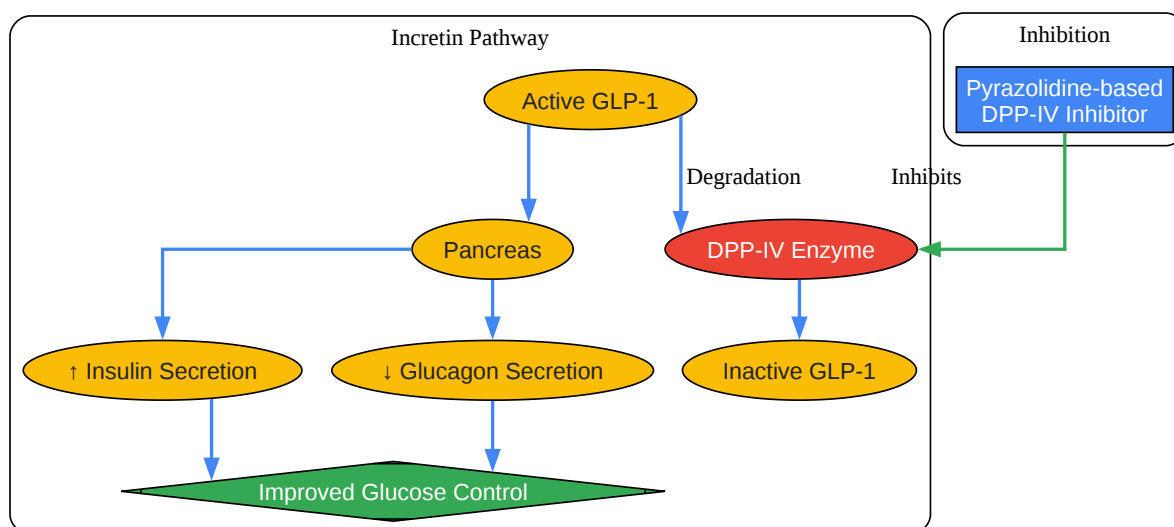 Incretin Pathway
Inhibition
Pyrazolidine-based
DPP-IV Inhibitor
Active GLP-1
Degradation
Inhibits
Pancreas
DPP-IV Enzyme
↑ Insulin Secretion
↓ Glucagon Secretion
Inactive GLP-1
Improved Glucose Control